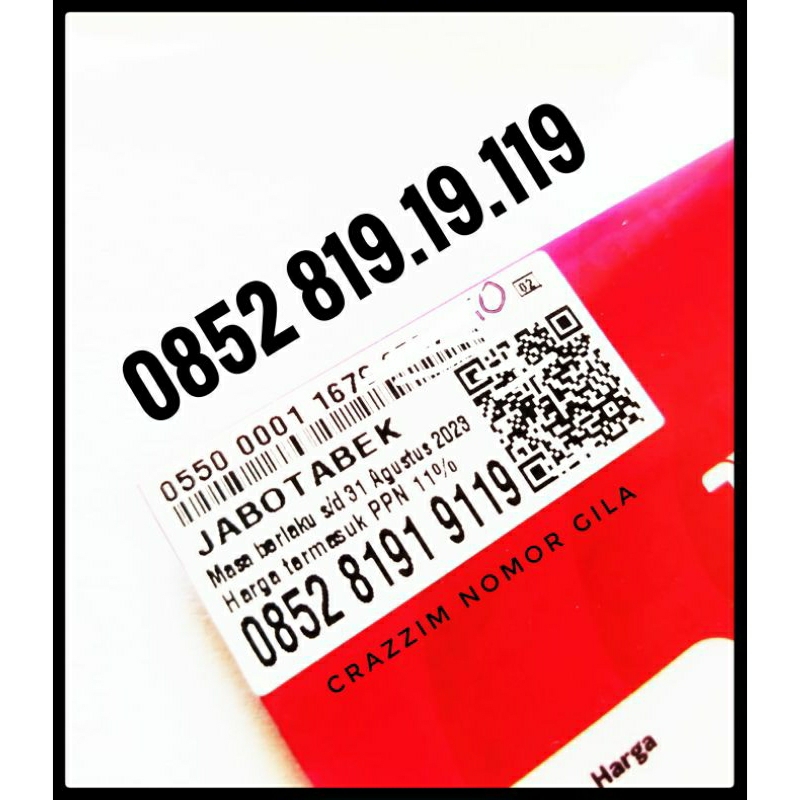 0852 819.19.119
02
0550 0001 167
JABOTABEK
Masa berlaku s/d 31 Agustus 2023
Harga termasuk PPN 11%
0852 8191 9119
CRAZZIM NOMOR GILA
Harga